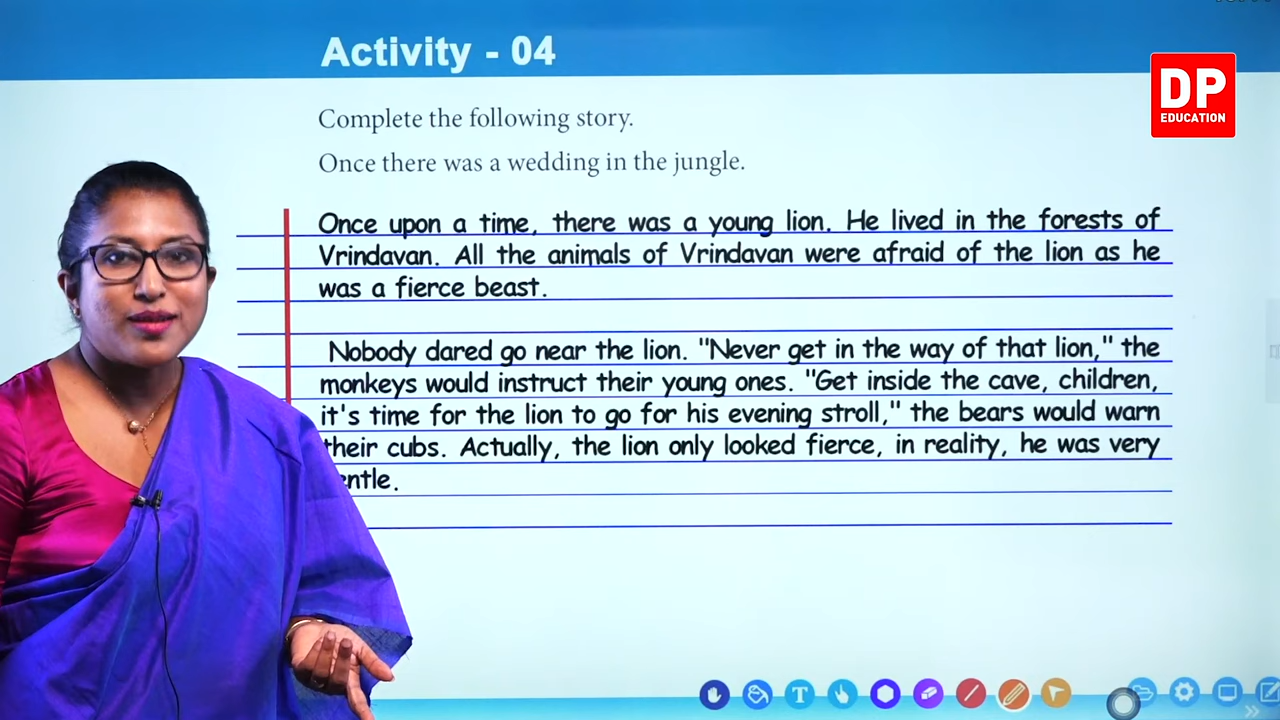 Activity - 04
DP
EDUCATION
Complete the following story.
Once there was a wedding in the jungle.
Once upon a time, there was a young lion. He lived in the forests of
Vrindavan. All the animals of Vrindavan were afraid of the lion as he
was a fierce beast.
Nobody dared go near the lion. "Never get in the way of that lion," the
monkeys would instruct their young ones. "Get inside the cave, children,
it's time for the lion to go for his evening stroll," the bears would warn
their cubs. Actually, the lion only looked fierce, in reality, he was very